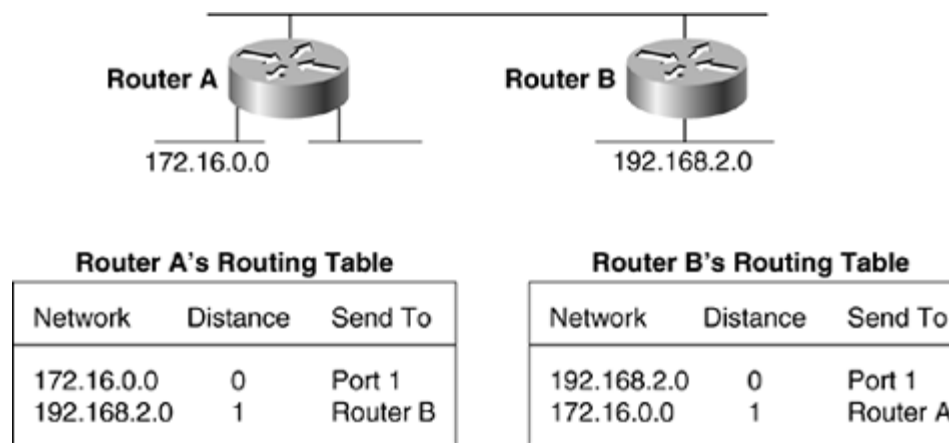 Router A
Router B
172.16.0.0
192.168.2.0
Router A's Routing Table
Network Distance Send To
172.16.0.0 0 Port 1
192.168.2.0 1 Router B
Router B's Routing Table
Network Distance Send To
192.168.2.0 0 Port 1
172.16.0.0 1 Router A